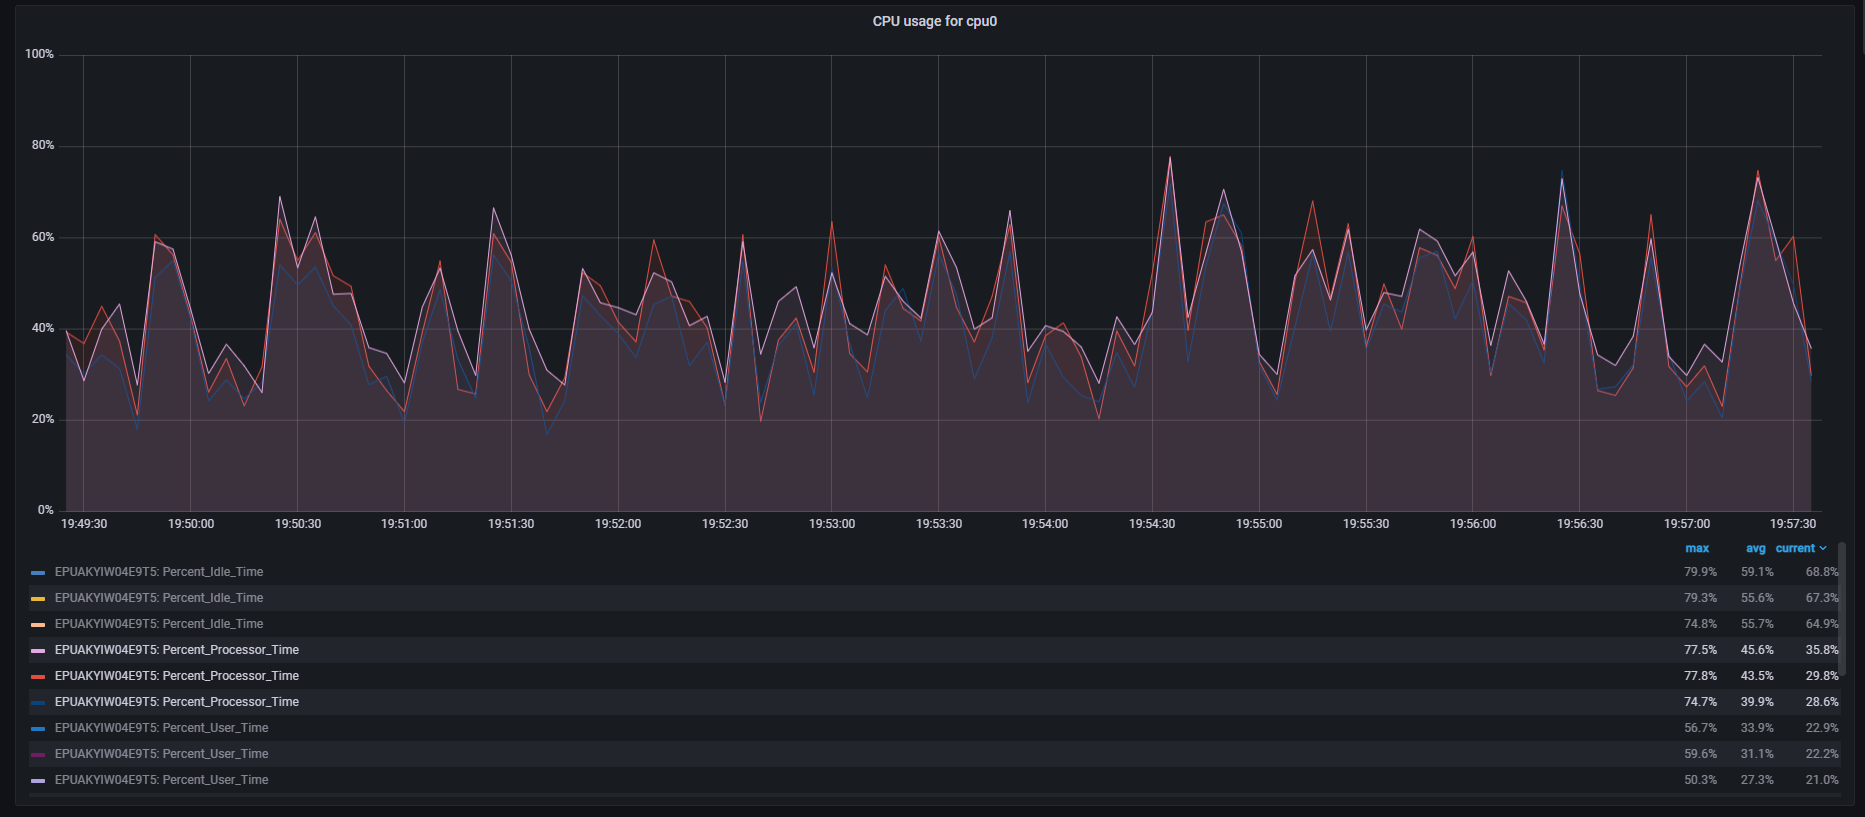 CPU usage for cpu0
100%
80%
60%
40%
20%
0%
19:49:30 19:50:00 19:50:30 19:51:00 19:51:30 19:52:00 19:52:30 19:53:00 19:53:30 19:54:00 19:54:30 19:55:00 19:55:30 19:56:00 19:56:30 19:57:00 19:57:30
max avg current
EPUAKYIW04E9T5: Percent_Idle_Time 79.9% 59.1% 68.8%
EPUAKYIW04E9T5: Percent_Idle_Time 79.3% 55.6% 67.3%
EPUAKYIW04E9T5: Percent_Idle_Time 74.8% 55.7% 64.9%
EPUAKYIW04E9T5: Percent_Processor_Time 77.5% 45.6% 35.8%
EPUAKYIW04E9T5: Percent_Processor_Time 77.8% 43.5% 29.8%
EPUAKYIW04E9T5: Percent_Processor_Time 74.7% 39.9% 28.6%
EPUAKYIW04E9T5: Percent_User_Time 56.7% 33.9% 22.9%
EPUAKYIW04E9T5: Percent_User_Time 59.6% 31.1% 22.2%
EPUAKYIW04E9T5: Percent_User_Time 50.3% 27.3% 21.0%